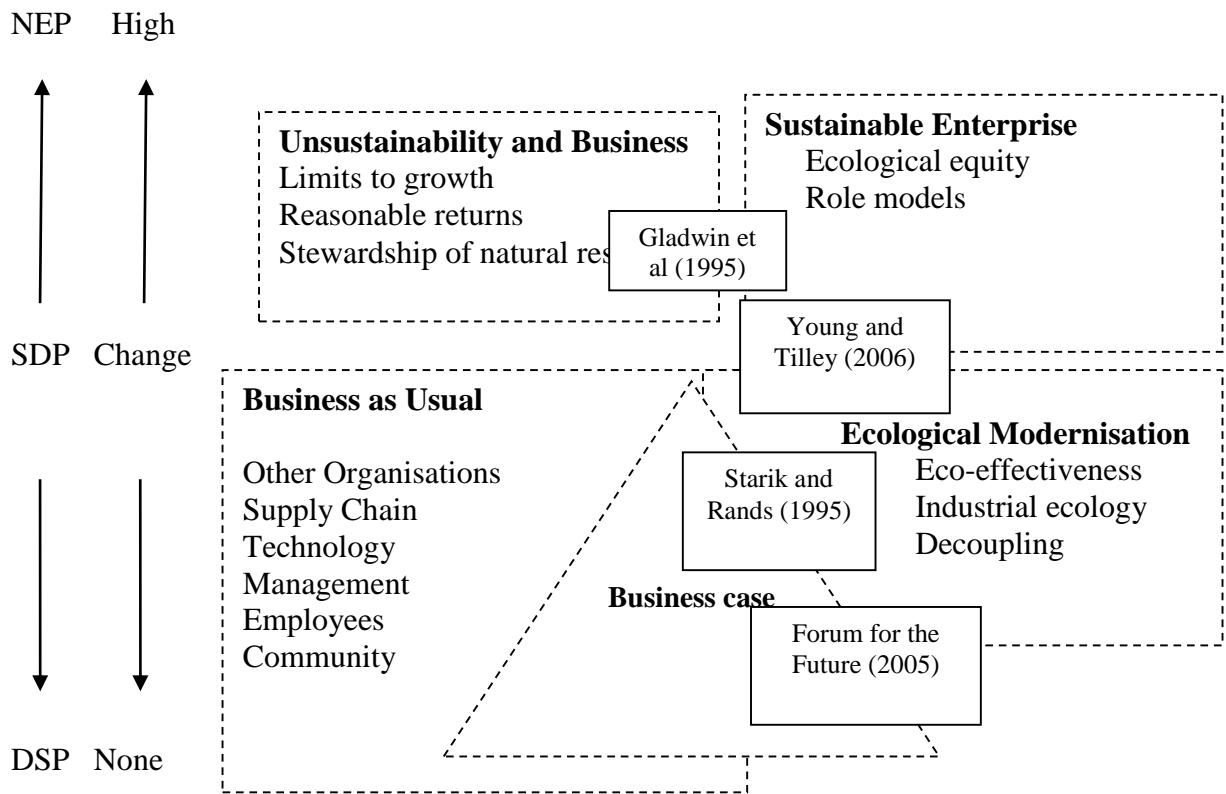 NEP High
Unsustainability and Business
Limits to growth
Reasonable returns
Stewardship of natural res
Sustainable Enterprise
Ecological equity
Role models
Gladwin et
al (1995)
Young and
Tilley (2006)
SDP Change
Business as Usual
Other Organisations
Supply Chain
Technology
Management
Employees
Community
Ecological Modernisation
Eco-effectiveness
Industrial ecology
Decoupling
Starik and
Rands (1995)
Business case
Forum for the
Future (2005)
DSP None